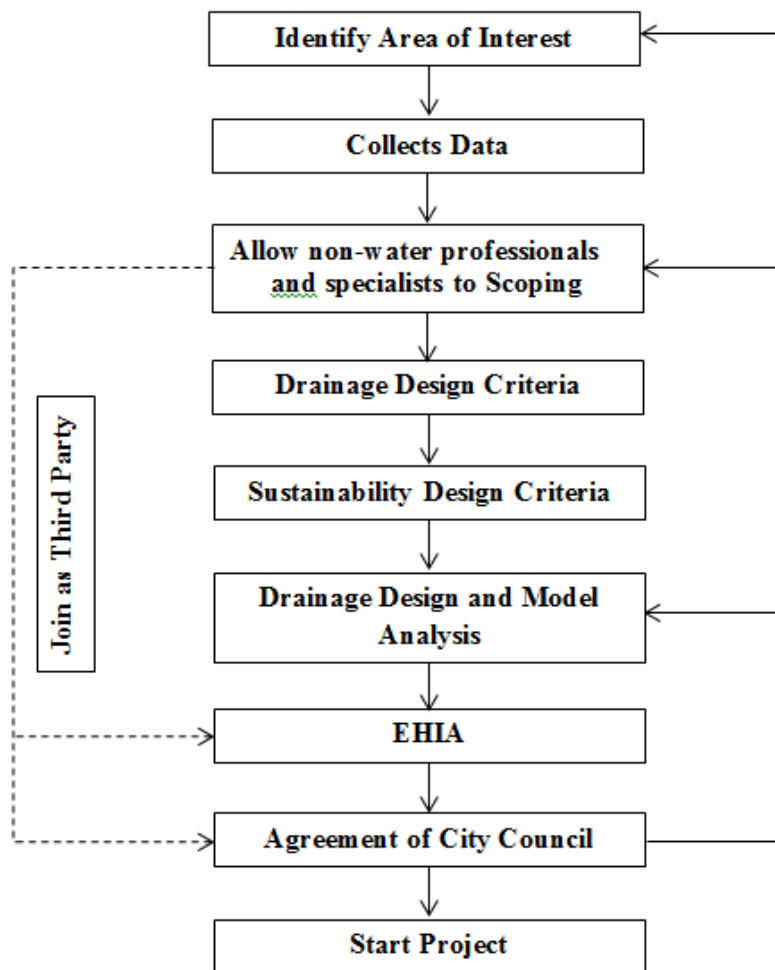 Identify Area of Interest
Collects Data
Allow non-water professionals
and specialists to Scoping
Drainage Design Criteria
Join as Third Party
Sustainability Design Criteria
Drainage Design and Model
Analysis
EHIA
Agreement of City Council
Start Project